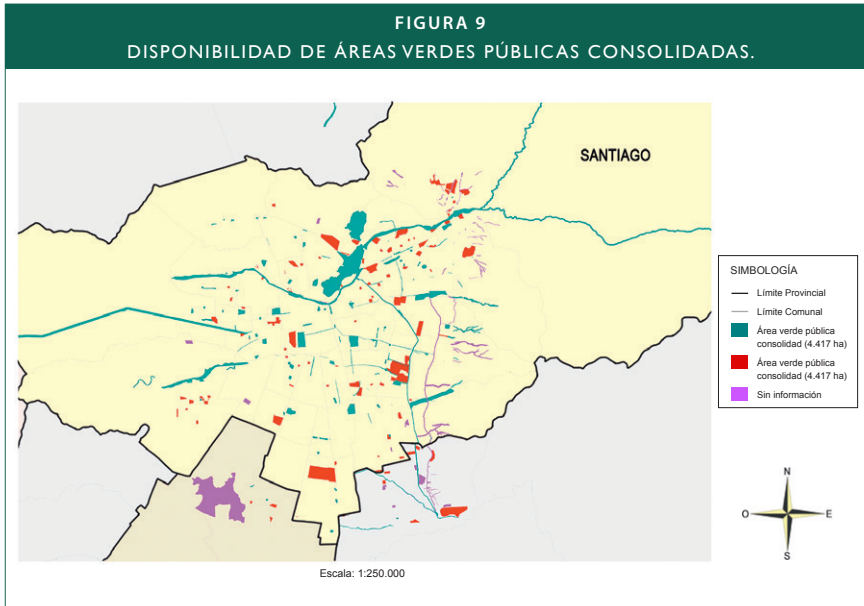 FIGURA 9
DISPONIBILIDAD DE ÁREAS VERDES PÚBLICAS CONSOLIDADAS.
SANTIAGO
SIMBOLOGÍA
Límite Provincial
Límite Comunal
Área verde pública
consolidad (4.417 ha)
Área verde pública
consolidad (4.417 ha)
Sin información
N
O
E
S
Escala: 1:250.000